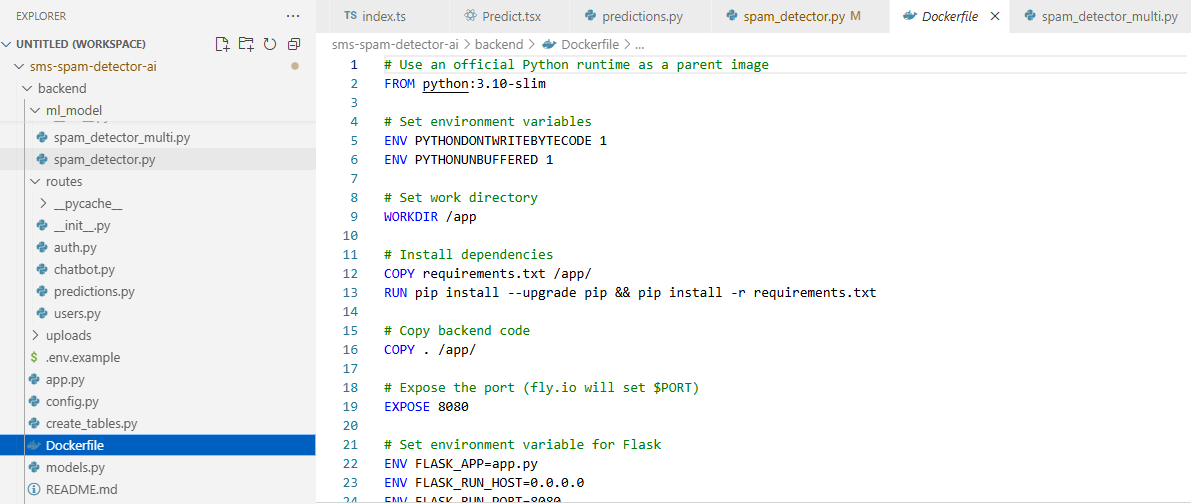 EXPLORER
...
UNTITLED (WORKSPACE)
sms-spam-detector-ai
backend
ml_model
spam_detector_multi.py
spam_detector.py
routes
__pycache__
__init__.py
auth.py
chatbot.py
predictions.py
users.py
uploads
$ .env.example
app.py
config.py
create_tables.py
Dockerfile
models.py
README.md
TS index.ts
Predict.tsx
predictions.py
spam_detector.py M
Dockerfile
spam_detector_multi.py
sms-spam-detector-ai > backend > Dockerfile > ...
1 # Use an official Python runtime as a parent image
2 FROM python:3.10-slim
3
4 # Set environment variables
5 ENV PYTHONDONTWRITEBYTECODE 1
6 ENV PYTHONUNBUFFERED 1
7
8 # Set work directory
9 WORKDIR /app
10
11 # Install dependencies
12 COPY requirements.txt /app/
13 RUN pip install --upgrade pip && pip install -r requirements.txt
14
15 # Copy backend code
16 COPY . /app/
17
18 # Expose the port (fly.io will set $PORT)
19 EXPOSE 8080
20
21 # Set environment variable for Flask
22 ENV FLASK_APP=app.py
23 ENV FLASK_RUN_HOST=0.0.0.0
24 ENV FLASK_RUN_PORT=8080